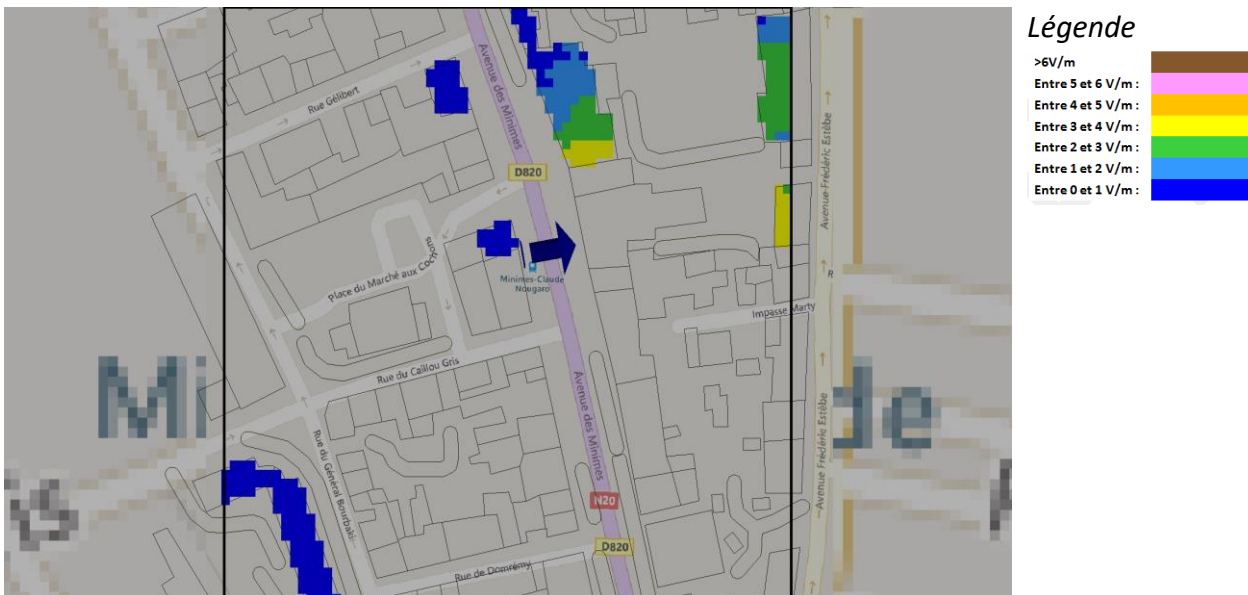 Légende
>6V/m
Entre 5 et 6 V/m :
Entre 4 et 5 V/m :
Entre 3 et 4 V/m :
Entre 2 et 3 V/m :
Entre 1 et 2 V/m :
Entre 0 et 1 V/m :
Avenue des Minimes
Rue Gélibert
D820
Avenue Frédéric Estèbe
Place du Marché aux Cochons
Minimes-Claude
Nougaro
R
Impasse Marty
Rue du Caillou Gris
Mi
de
Avenue des Minimes
Avenue Frédéric Estèbe
Rue du Général Bourbaki
s
N20
D820
Rue de Domrémy